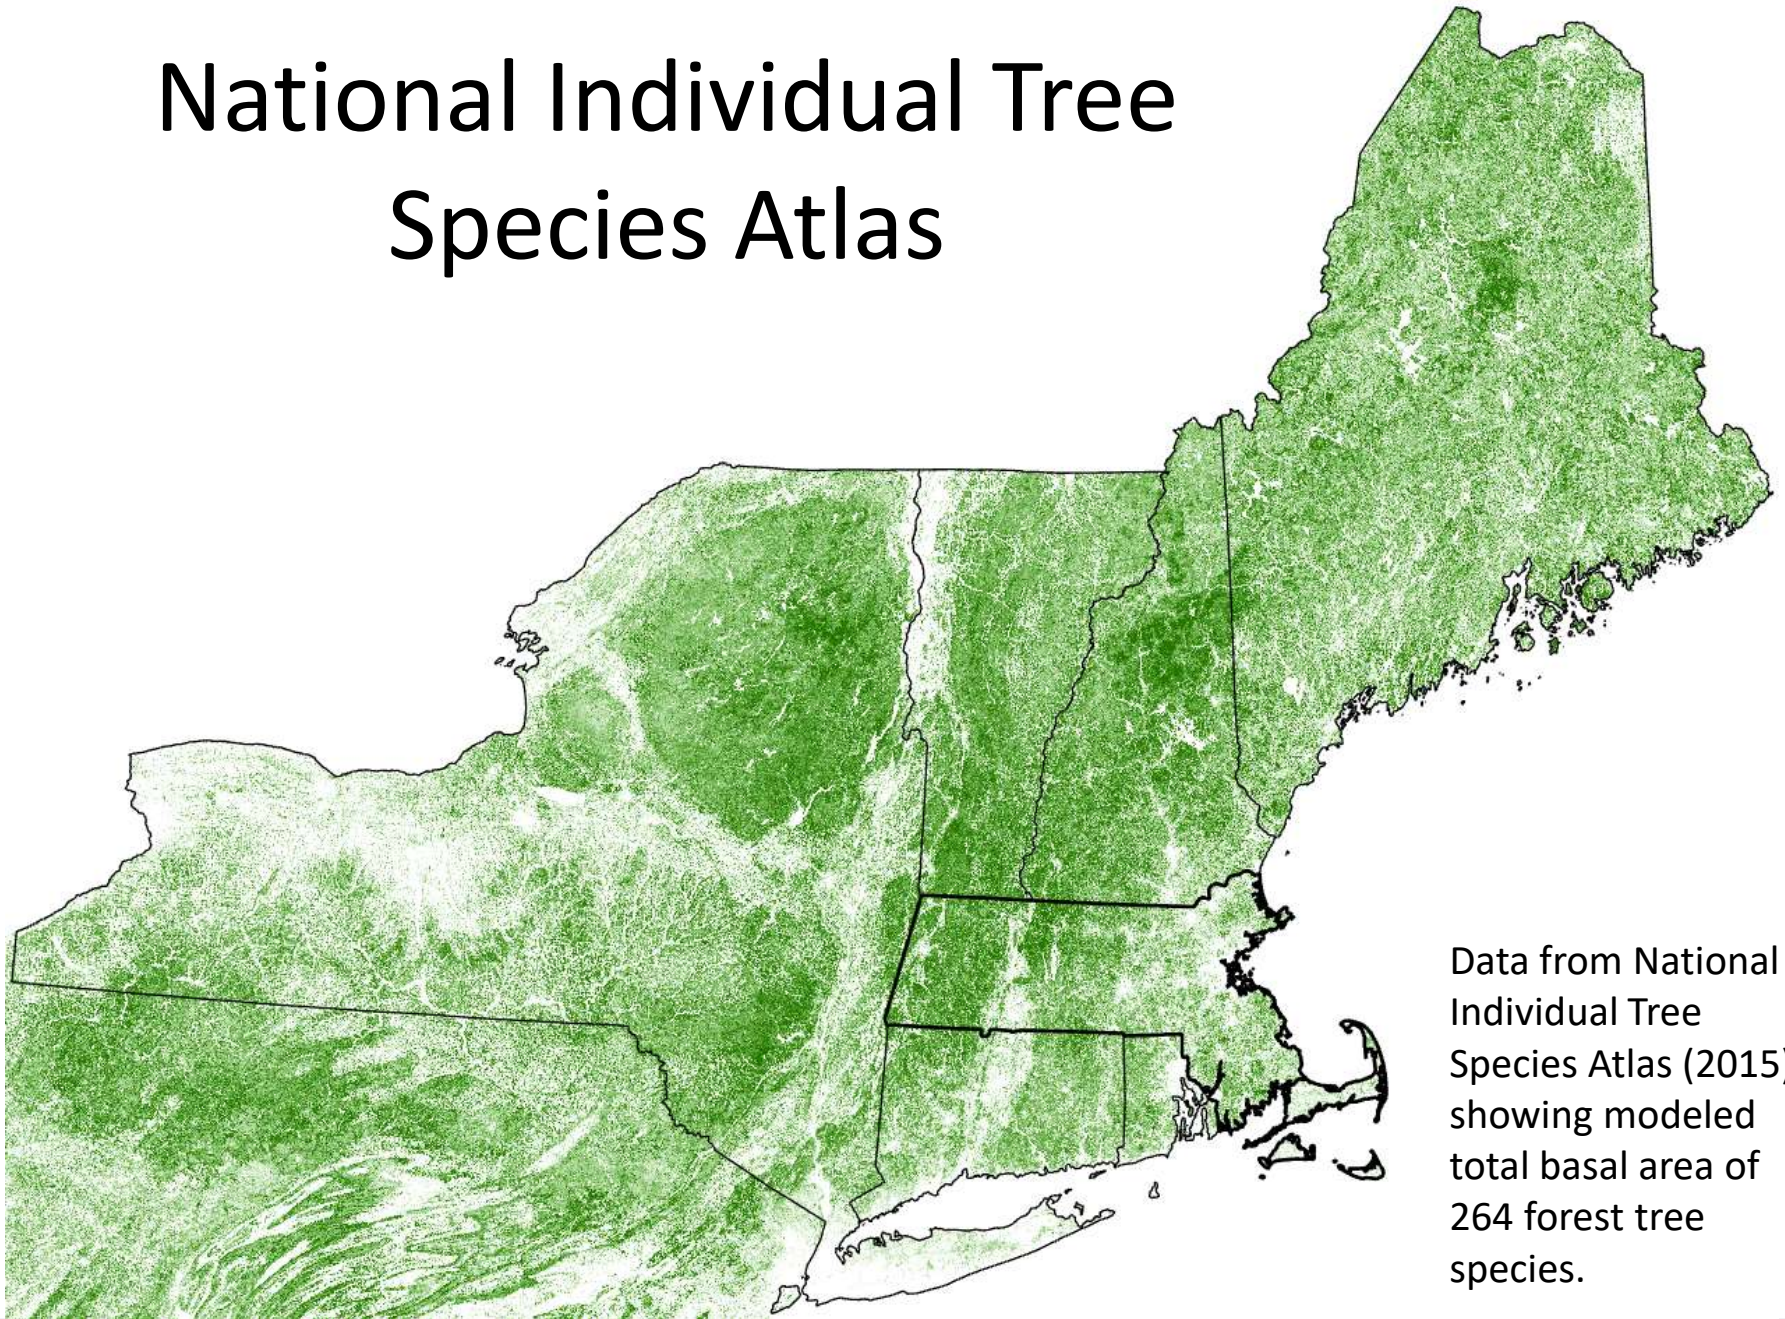 National Individual Tree
Species Atlas
Data from National
Individual Tree
Species Atlas (2015)
showing modeled
total basal area of
264 forest tree
species.